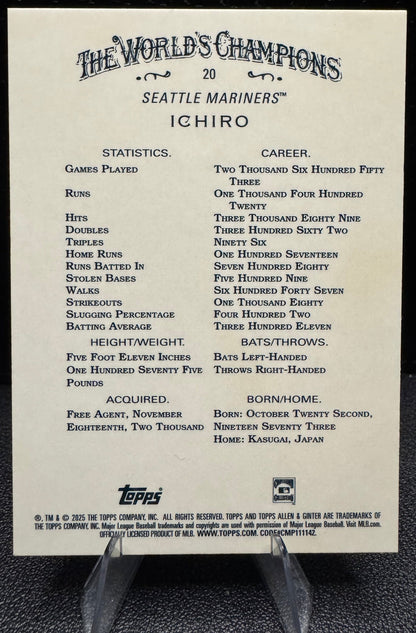 THE WORLD'S CHAMPIONS
20
SEATTLE MARINERS™
ICHIRO
STATISTICS. CAREER.
GAMES PLAYED TWO THOUSAND SIX HUNDRED FIFTY
THREE
RUNS ONE THOUSAND FOUR HUNDRED
TWENTY
HITS THREE THOUSAND EIGHTY NINE
DOUBLES THREE HUNDRED SIXTY TWO
TRIPLES NINETY SIX
HOME RUNS ONE HUNDRED SEVENTEEN
RUNS BATTED IN SEVEN HUNDRED EIGHTY
STOLEN BASES FIVE HUNDRED NINE
WALKS SIX HUNDRED FORTY SEVEN
STRIKEOUTS ONE THOUSAND EIGHTY
SLUGGING PERCENTAGE FOUR HUNDRED TWO
BATTING AVERAGE THREE HUNDRED ELEVEN
HEIGHT/WEIGHT. BATS/THROWS.
FIVE FOOT ELEVEN INCHES BATS LEFT-HANDED
ONE HUNDRED SEVENTY FIVE THROWS RIGHT-HANDED
POUNDS
ACQUIRED. BORN/HOME.
FREE AGENT, NOVEMBER BORN: OCTOBER TWENTY SECOND,
EIGHTEENTH, TWO THOUSAND NINETEEN SEVENTY THREE
HOME: KASUGAI, JAPAN
Topps
®, TM & © 2025 THE TOPPS COMPANY, INC. ALL RIGHTS RESERVED. TOPPS AND TOPPS ALLEN & GINTER ARE TRADEMARKS OF
THE TOPPS COMPANY, INC. Major League Baseball trademarks and copyrights are used with permission of Major League Baseball. Visit MLB.com.
OFFICIALLY LICENSED PRODUCT OF MLB. WWW.TOPPS.COM. CODE#CMP111142.